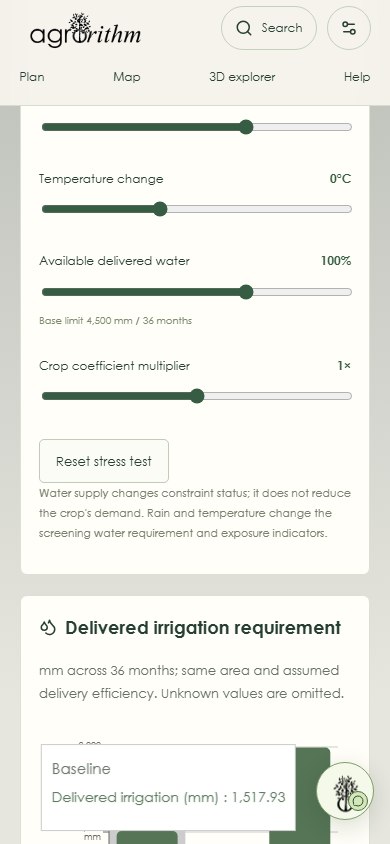 agrorithm
Search
Plan
Map
3D explorer
Help
Temperature change
0°C
Available delivered water
100%
Base limit 4,500 mm / 36 months
Crop coefficient multiplier
1×
Reset stress test
Water supply changes constraint status; it does not reduce
the crop's demand. Rain and temperature change the
screening water requirement and exposure indicators.
Delivered irrigation requirement
mm across 36 months; same area and assumed
delivery efficiency. Unknown values are omitted.
Baseline
Delivered irrigation (mm) : 1,517.93
mm